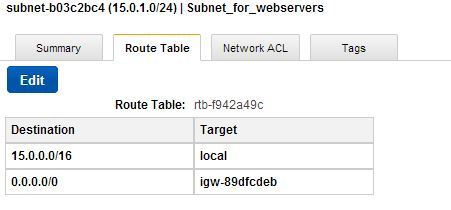 subnet-b03c2bc4 (15.0.1.0/24) | Subnet_for_webservers
Summary Route Table Network ACL Tags
Edit
Route Table: rtb-f942a49c
Destination Target
15.0.0.0/16 local
0.0.0.0/0 igw-89dfcdeb